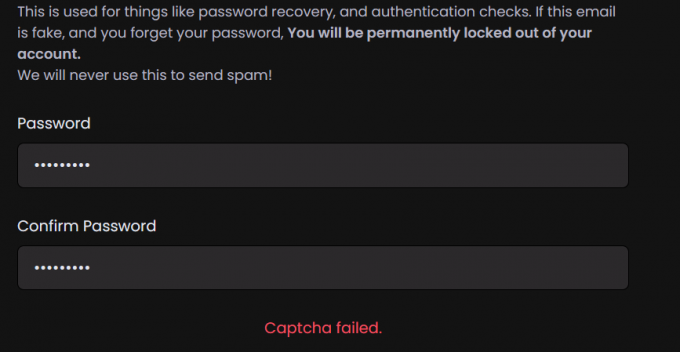 This is used for things like password recovery, and authentication checks. If this email
is fake, and you forget your password, You will be permanently locked out of your
account.
We will never use this to send spam!
Password
•••••••••
Confirm Password
•••••••••
Captcha failed.